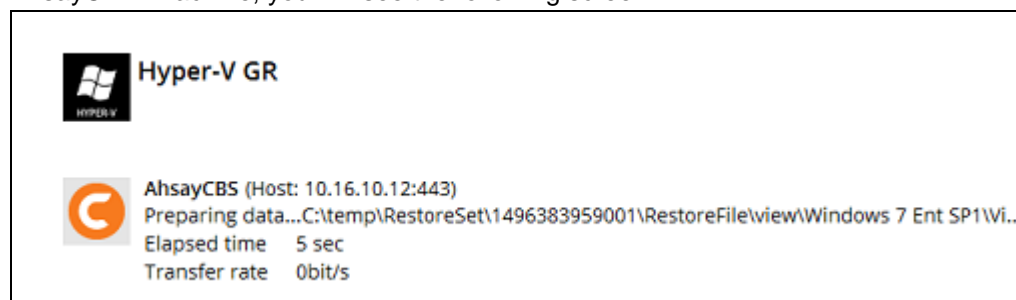 Hyper-V GR
HYPER-V
AhsayCBS (Host: 10.16.10.12:443)
Preparing data...C:\temp\RestoreSet\1496383959001\RestoreFile\view\Windows 7 Ent SP1\Vi..
Elapsed time 5 sec
Transfer rate 0bit/s